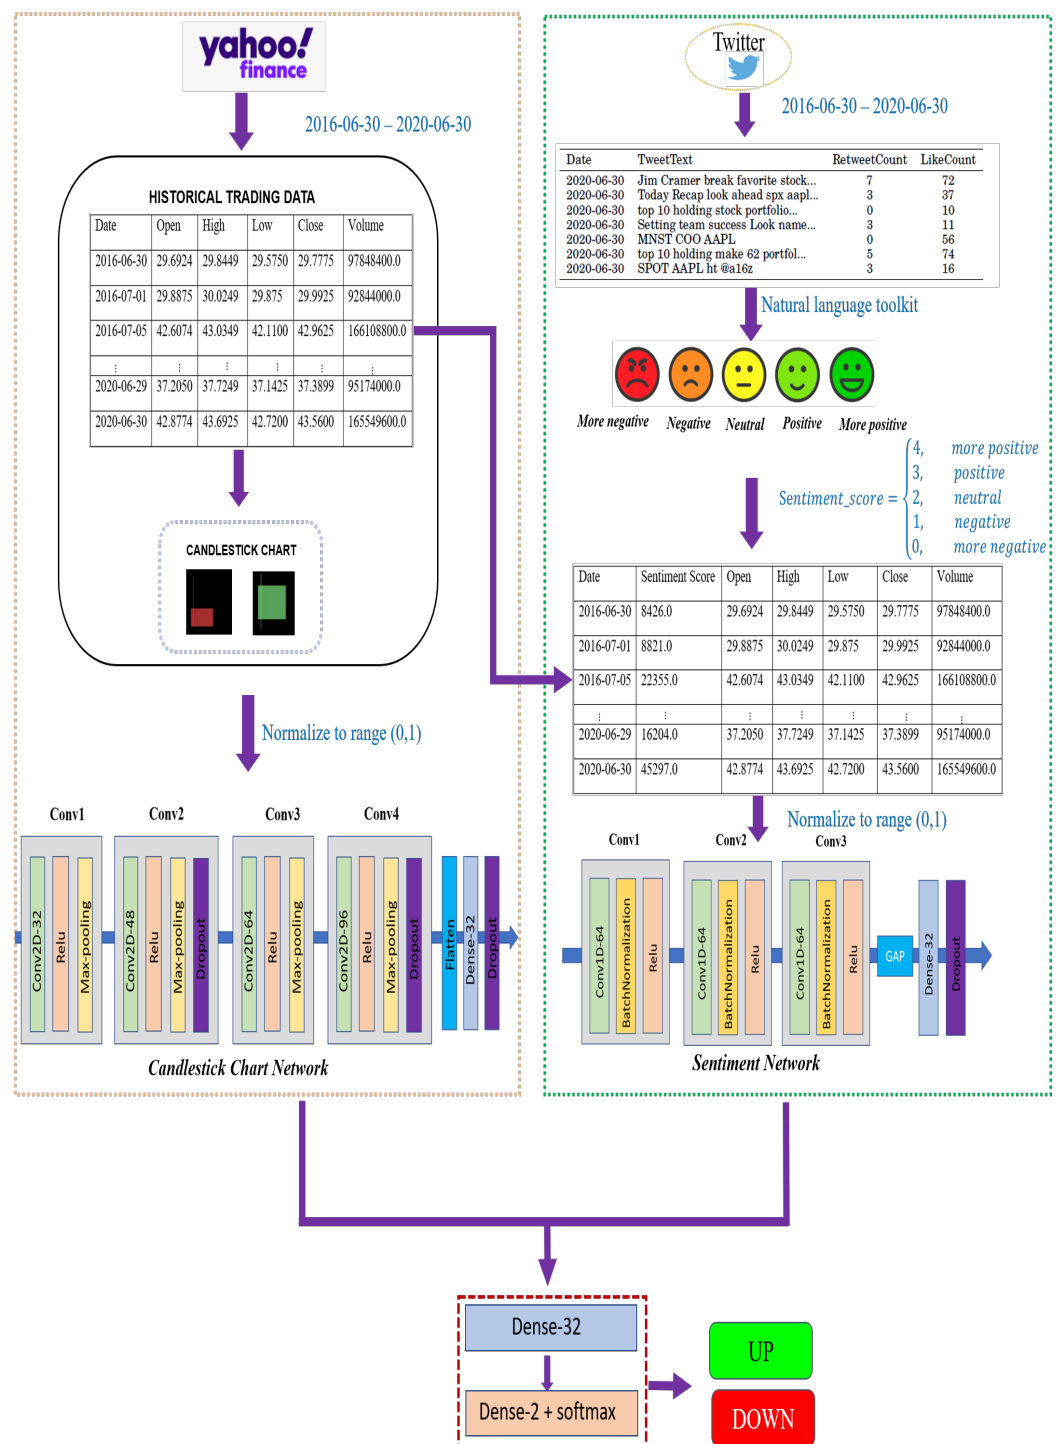 yahoo!
finance
2016-06-30 – 2020-06-30
HISTORICAL TRADING DATA
Date Open High Low Close Volume
2016-06-30 29.6924 29.8449 29.5750 29.7775 97848400.0
2016-07-01 29.8875 30.0249 29.875 29.9925 92844000.0
2016-07-05 42.6074 43.0349 42.1100 42.9625 166108800.0
⋮ ⋮ ⋮ ⋮ ⋮
2020-06-29 37.2050 37.7249 37.1425 37.3899 95174000.0
2020-06-30 42.8774 43.6925 42.7200 43.5600 165549600.0
CANDLESTICK CHART
Normalize to range (0,1)
Conv1 Conv2 Conv3 Conv4
Conv2D-32
Relu
Max-pooling
Conv2D-48
Relu
Max-pooling
Dropout
Conv2D-64
Relu
Max-pooling
Conv2D-96
Relu
Max-pooling
Dropout
Flatten
Dense-32
Dropout
Candlestick Chart Network
Twitter
2016-06-30 – 2020-06-30
Date TweetText RetweetCount LikeCount
2020-06-30 Jim Cramer break favorite stock... 7 72
2020-06-30 Today Recap look ahead spx aapl... 3 37
2020-06-30 top 10 holding stock portfolio... 0 10
2020-06-30 Setting team success Look name... 3 11
2020-06-30 MNST COO AAPL 0 56
2020-06-30 top 10 holding make 62 portfol... 5 74
2020-06-30 SPOT AAPL ht @a16z 3 16
Natural language toolkit
More negative Negative Neutral Positive More positive
Sentiment_score = {
4, more positive
3, positive
2, neutral
1, negative
0, more negative
Date Sentiment Score Open High Low Close Volume
2016-06-30 8426.0 29.6924 29.8449 29.5750 29.7775 97848400.0
2016-07-01 8821.0 29.8875 30.0249 29.875 29.9925 92844000.0
2016-07-05 22355.0 42.6074 43.0349 42.1100 42.9625 166108800.0
⋮ ⋮ ⋮ ⋮ ⋮ ⋮ ⋮
2020-06-29 16204.0 37.2050 37.7249 37.1425 37.3899 95174000.0
2020-06-30 45297.0 42.8774 43.6925 42.7200 43.5600 165549600.0
Normalize to range (0,1)
Conv1 Conv2 Conv3
Conv1D-64
BatchNormalization
Relu
Conv1D-64
BatchNormalization
Relu
Conv1D-64
BatchNormalization
Relu
GAP
Dense-32
Dropout
Sentiment Network
Dense-32
Dense-2 + softmax
UP
DOWN